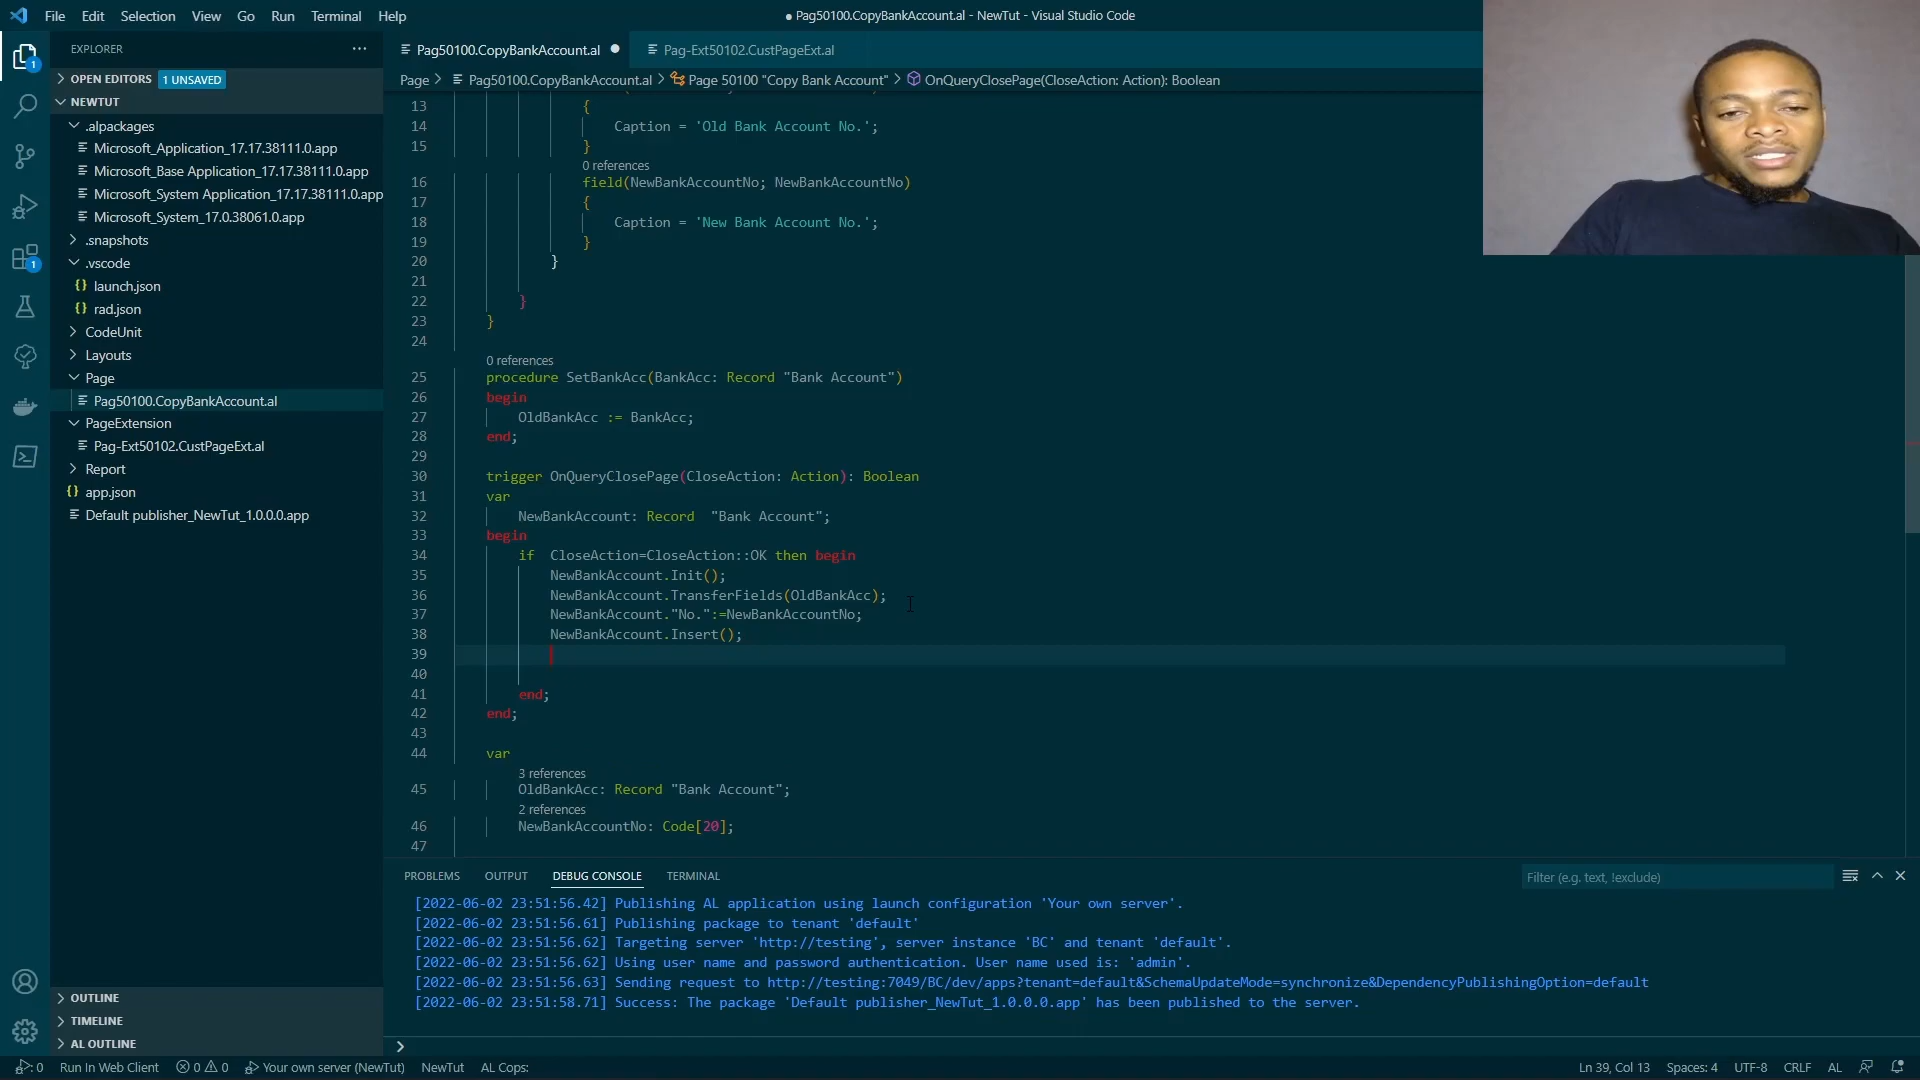 File Edit Selection View Go Run Terminal Help
● Pag50100.CopyBankAccount.al - NewTut - Visual Studio Code
EXPLORER ...
OPEN EDITORS 1 UNSAVED
NEWTUT
.alpackages
Microsoft_Application_17.17.38111.0.app
Microsoft_Base Application_17.17.38111.0.app
Microsoft_System Application_17.17.38111.0.app
Microsoft_System_17.0.38061.0.app
.snapshots
.vscode
launch.json
rad.json
CodeUnit
Layouts
Page
Pag50100.CopyBankAccount.al
PageExtension
Pag-Ext50102.CustPageExt.al
Report
app.json
Default publisher_NewTut_1.0.0.0.app
OUTLINE
TIMELINE
AL OUTLINE
Pag50100.CopyBankAccount.al ● Pag-Ext50102.CustPageExt.al
Page > Pag50100.CopyBankAccount.al > Page 50100 "Copy Bank Account" > OnQueryClosePage(CloseAction: Action): Boolean
13 {
14 Caption = 'Old Bank Account No.';
15 }
0 references
16 field(NewBankAccountNo; NewBankAccountNo)
17 {
18 Caption = 'New Bank Account No.';
19 }
20 }
21
22 }
23 }
24
0 references
25 procedure SetBankAcc(BankAcc: Record "Bank Account")
26 begin
27 OldBankAcc := BankAcc;
28 end;
29
30 trigger OnQueryClosePage(CloseAction: Action): Boolean
31 var
32 NewBankAccount: Record  "Bank Account";
33 begin
34 if  CloseAction=CloseAction::OK then begin
35 NewBankAccount.Init();
36 NewBankAccount.TransferFields(OldBankAcc);
37 NewBankAccount."No.":=NewBankAccountNo;
38 NewBankAccount.Insert();
39
40
41 end;
42 end;
43
44 var
3 references
45 OldBankAcc: Record "Bank Account";
2 references
46 NewBankAccountNo: Code[20];
47
PROBLEMS OUTPUT DEBUG CONSOLE TERMINAL Filter (e.g. text, !exclude)
[2022-06-02 23:51:56.42] Publishing AL application using launch configuration 'Your own server'.
[2022-06-02 23:51:56.61] Publishing package to tenant 'default'
[2022-06-02 23:51:56.62] Targeting server 'http://testing', server instance 'BC' and tenant 'default'.
[2022-06-02 23:51:56.62] Using user name and password authentication. User name used is: 'admin'.
[2022-06-02 23:51:56.63] Sending request to http://testing:7049/BC/dev/apps?tenant=default&SchemaUpdateMode=synchronize&DependencyPublishingOption=default
[2022-06-02 23:51:58.71] Success: The package 'Default publisher_NewTut_1.0.0.0.app' has been published to the server.
0 Run In Web Client 0 0 Your own server (NewTut) NewTut AL Cops: Ln 39, Col 13 Spaces: 4 UTF-8 CRLF AL